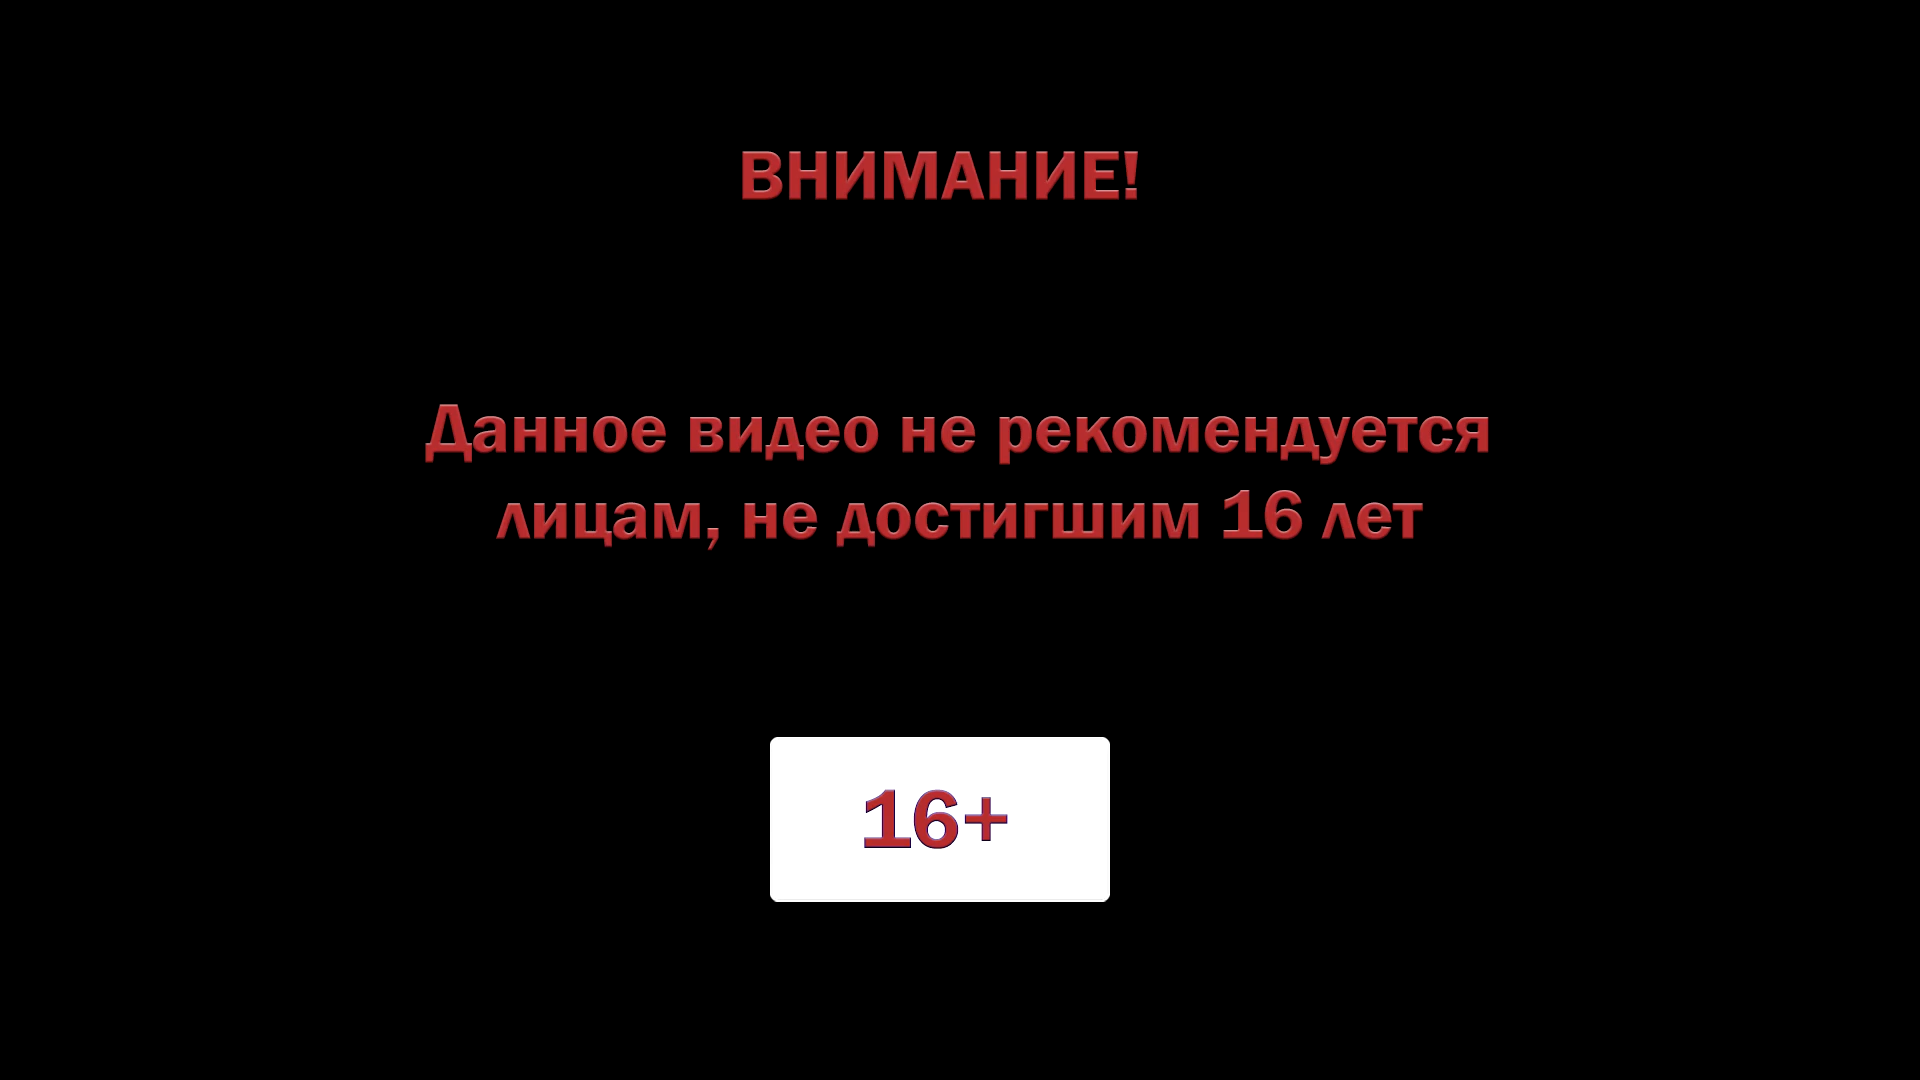 ВНИМАНИЕ!
Данное видео не рекомендуется
лицам, не достигшим 16 лет
16+